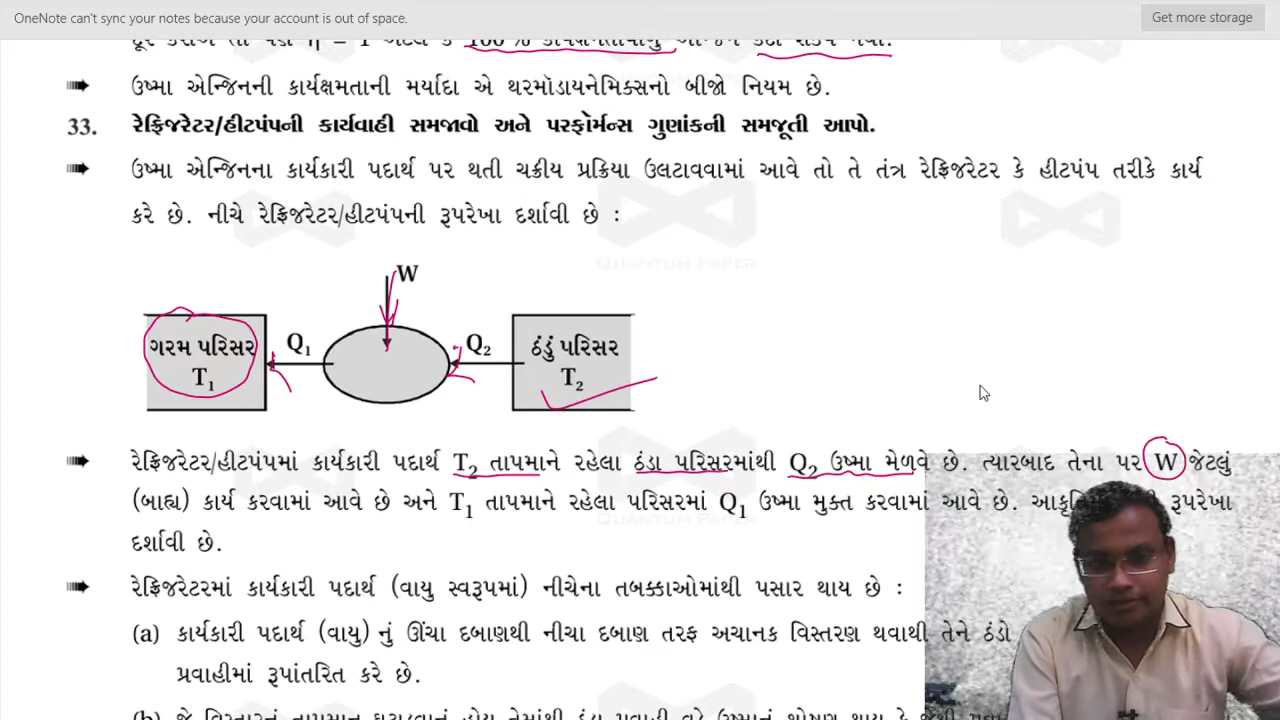 OneNote can't sync your notes because your account is out of space.
Get more storage
ઉષ્મા એન્જિનની કાર્યક્ષમતાની મર્યાદા એ થરમૉડાયનેમિક્સનો બીજો નિયમ છે.
33. રેફ્રિજરેટર/હીટપંપની કાર્યવાહી સમજાવો અને પરફૉર્મન્સ ગુણાંકની સમજૂતી આપો.
ઉષ્મા એન્જિનના કાર્યકારી પદાર્થ પર થતી ચક્રીય પ્રક્રિયા ઉલટાવવામાં આવે તો તે તંત્ર રેફ્રિજરેટર કે હીટપંપ તરીકે કાર્ય
કરે છે. નીચે રેફ્રિજરેટર/હીટપંપની રૂપરેખા દર્શાવી છે :
QUANTUM PAPER
W
ગરમ પરિસર
T₁
Q₁
Q₂
ઠંડું પરિસર
T₂
રેફ્રિજરેટર/હીટપંપમાં કાર્યકારી પદાર્થ T₂ તાપમાને રહેલા ઠંડા પરિસરમાંથી Q₂ ઉષ્મા મેળવે છે. ત્યારબાદ તેના પર W જેટલું
(બાહ્ય) કાર્ય કરવામાં આવે છે અને T₁ તાપમાને રહેલા પરિસરમાં Q₁ ઉષ્મા મુક્ત કરવામાં આવે છે. રૂપરેખા
દર્શાવી છે.
રેફ્રિજરેટરમાં કાર્યકારી પદાર્થ (વાયુ સ્વરૂપમાં) નીચેના તબક્કાઓમાંથી પસાર થાય છે :
(a) કાર્યકારી પદાર્થ (વાયુ) નું ઊંચા દબાણથી નીચા દબાણ તરફ અચાનક વિસ્તરણ થવાથી તેને ઠંડો
પ્રવાહીમાં રૂપાંતરિત કરે છે.